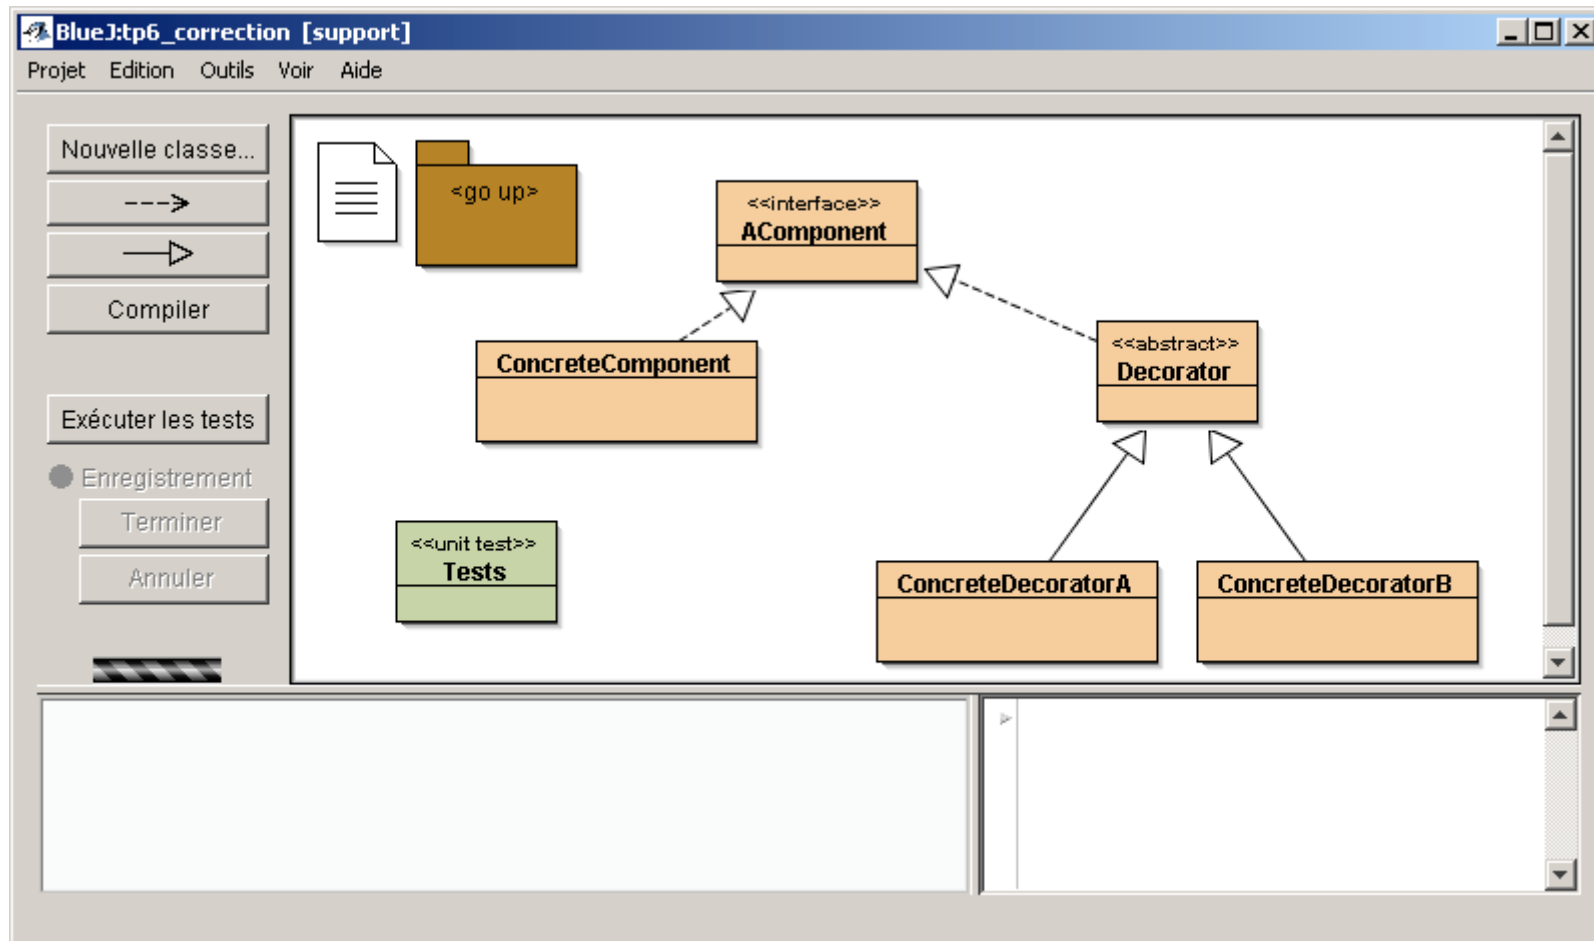 BlueJ:tp6_correction [support]
Projet Edition Outils Voir Aide
Nouvelle classe...
Compiler
Exécuter les tests
Enregistrement
Terminer
Annuler
<go up>
<<interface>>
AComponent
ConcreteComponent
<<abstract>>
Decorator
<<unit test>>
Tests
ConcreteDecoratorA
ConcreteDecoratorB